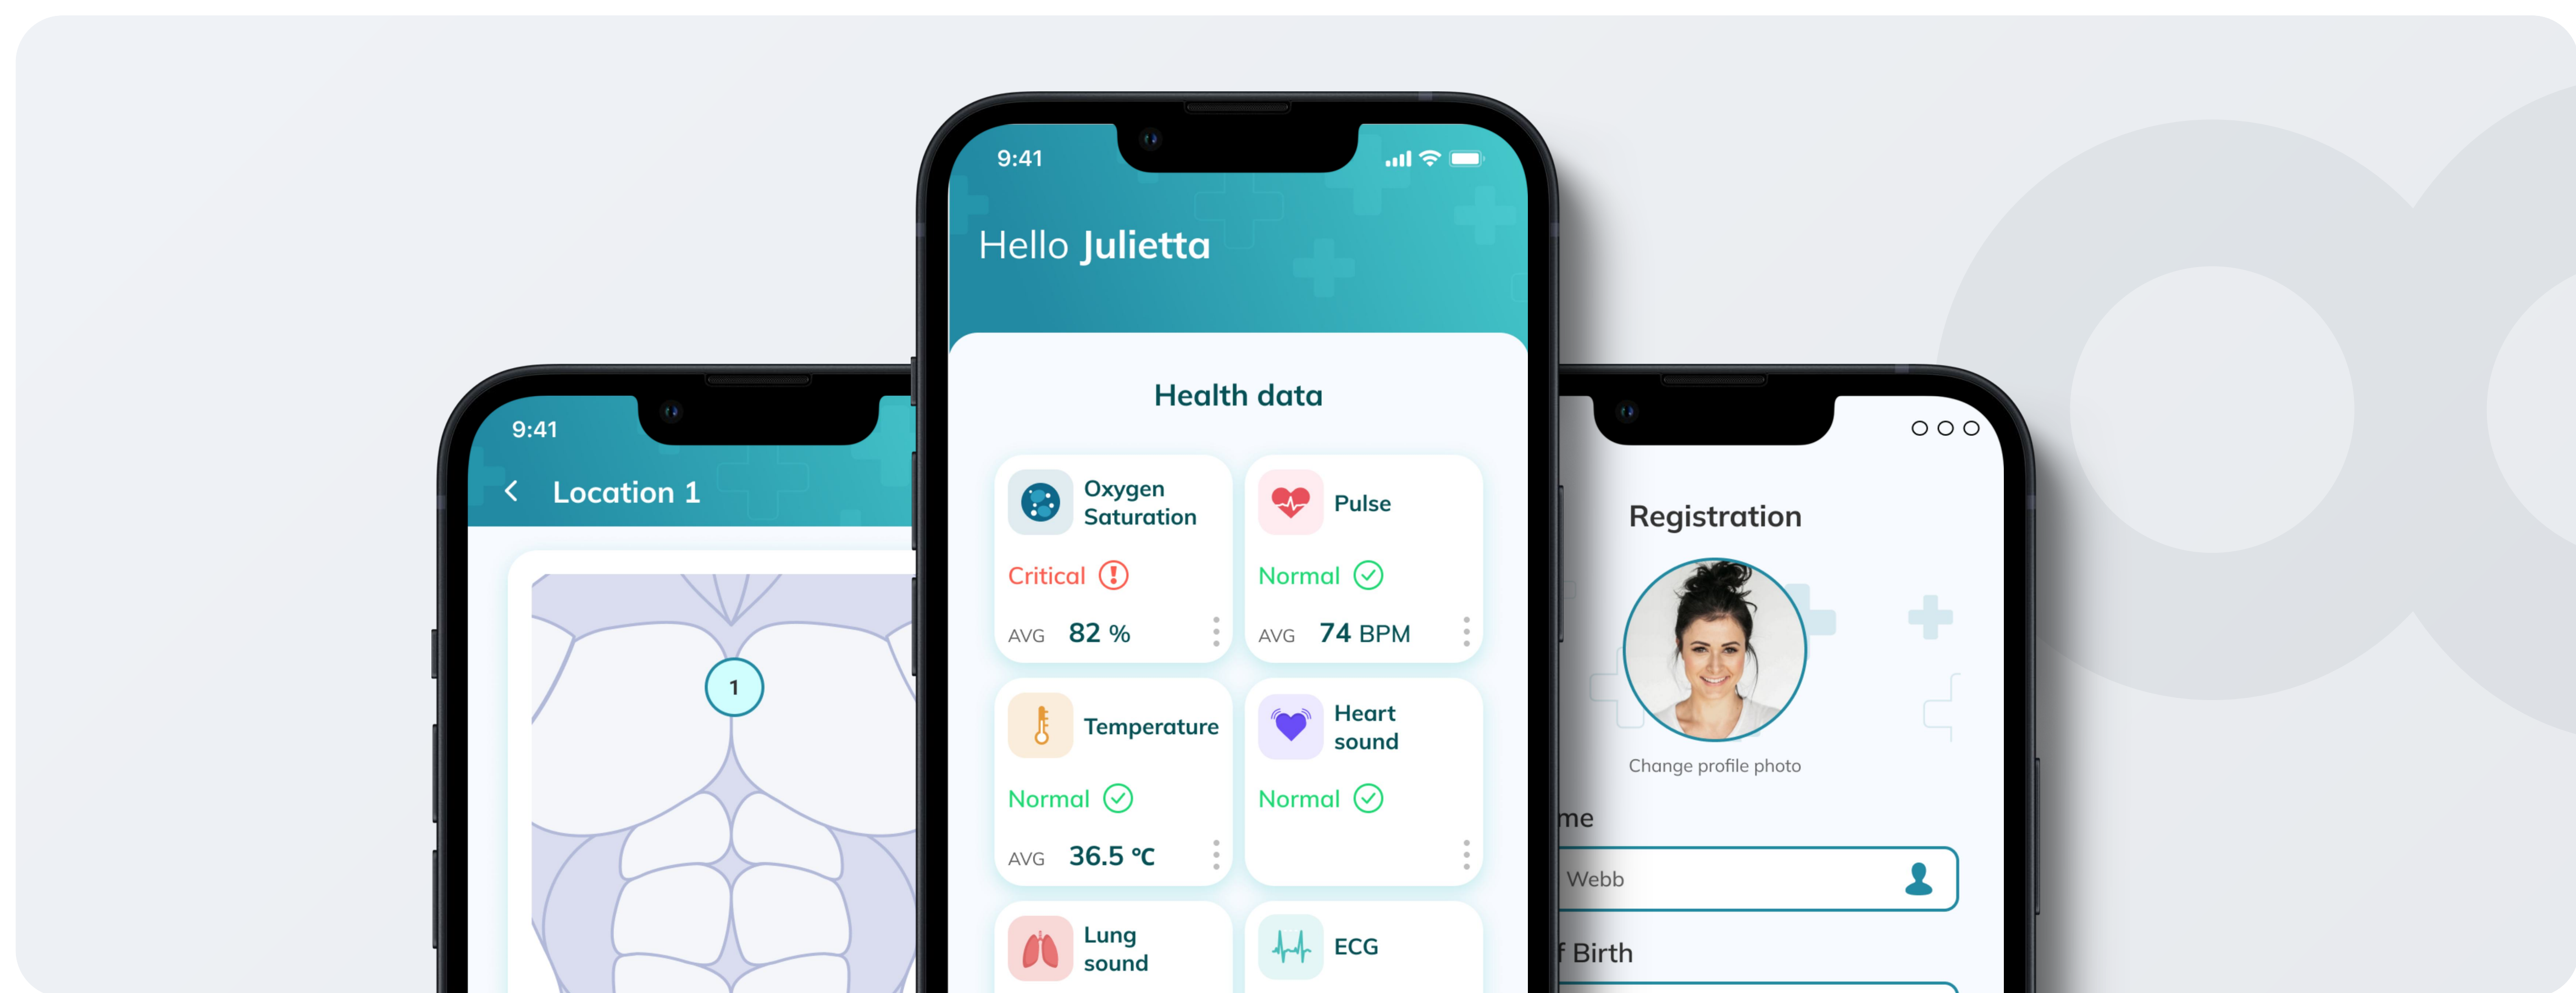 9:41
Location 1
1
9:41
Hello Julietta
Health data
Oxygen
Saturation
Critical
AVG 82 %
Pulse
Normal
AVG 74 BPM
Temperature
Normal
AVG 36.5 °C
Heart
sound
Normal
Lung
sound
ECG
Registration
Change profile photo
me
Webb
f Birth